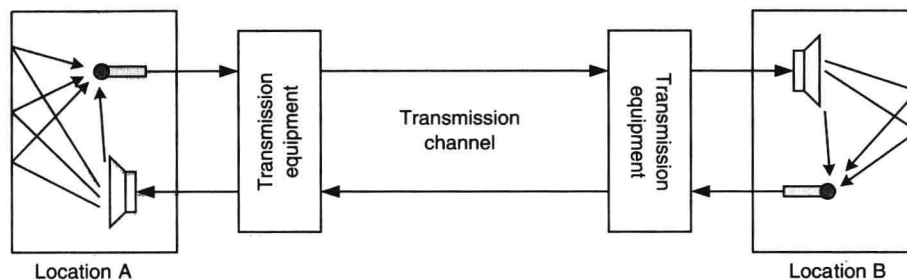 Transmission
equipment
Transmission
channel
Transmission
equipment
Location A
Location B